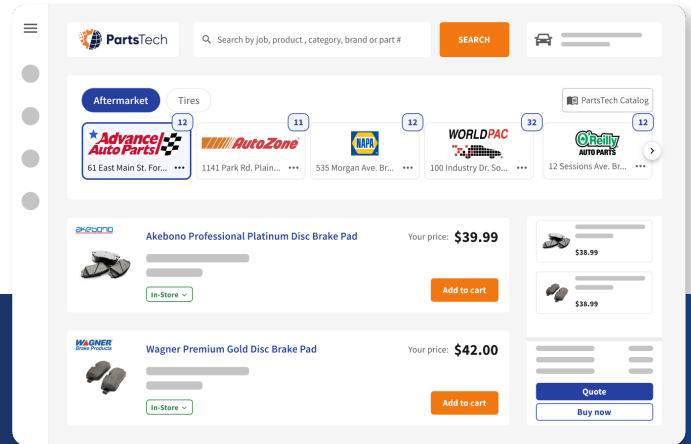 PartsTech
Search by job, product , category, brand or part #
SEARCH
Aftermarket
Tires
PartsTech Catalog
12
Advance
Auto Parts
61 East Main St. For...
11
AutoZone
1141 Park Rd. Plain...
12
NAPA
535 Morgan Ave. Br...
32
WORLDPAC
100 Industry Dr. So...
12
O'Reilly
AUTO PARTS
12 Sessions Ave. Br...
akebono
Akebono Professional Platinum Disc Brake Pad
Your price: $39.99
In-Store
Add to cart
WAGNER
Brake Products
Wagner Premium Gold Disc Brake Pad
Your price: $42.00
In-Store
Add to cart
$38.99
$38.99
Quote
Buy now